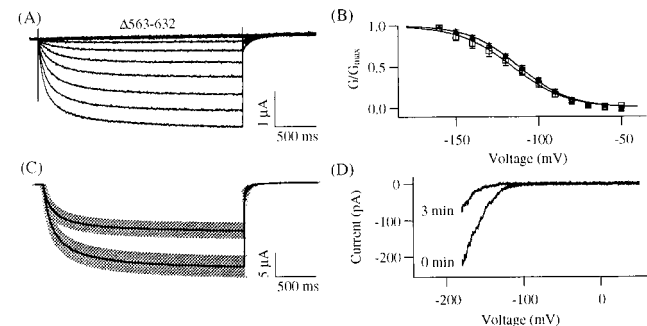 (A)
Δ563-632
1 μA
500 ms
(B)
G/Gmax
1.0
0.5
0.0
-150
-100
-50
Voltage (mV)
(C)
5 μA
500 ms
(D)
Current (pA)
0
-100
-200
3 min
0 min
-200
-100
0
Voltage (mV)